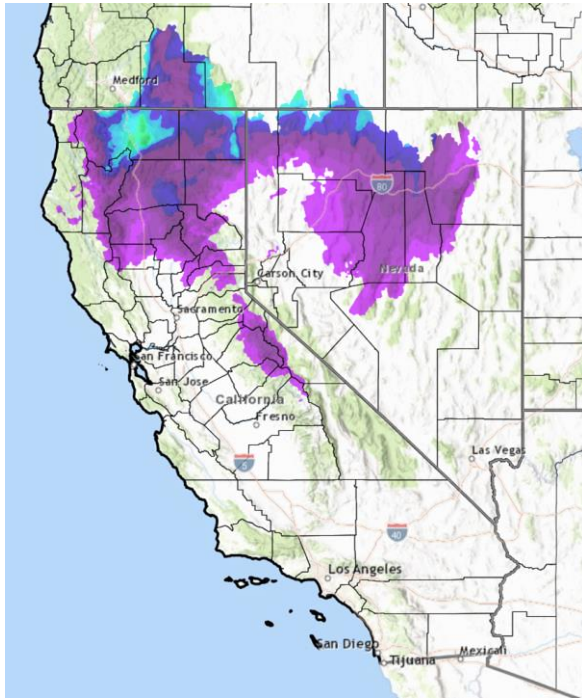 Medford
80
Carson City
Nevada
Sacramento
San Francisco
San Jose
California
Fresno
5
Las Vegas
40
Los Angeles
San Diego
Tijuana
Mexicali